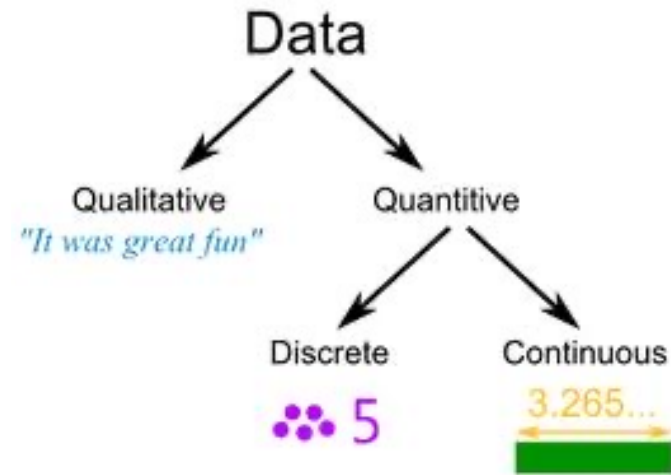 Data
Qualitative Quantitive
"It was great fun"
Discrete Continuous
5 3.265...